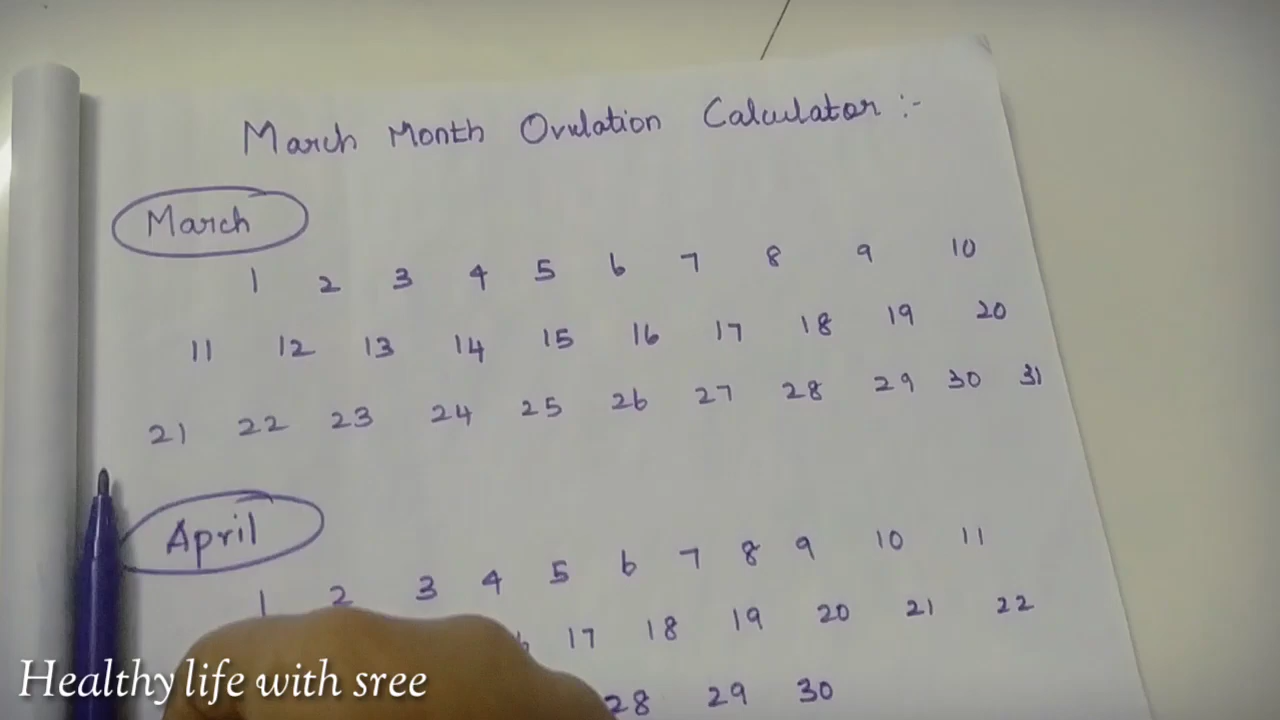 March Month Ovulation Calculator :-
March
1 2 3 4 5 6 7 8 9 10
11 12 13 14 15 16 17 18 19 20
21 22 23 24 25 26 27 28 29 30 31
April
1 2 3 4 5 6 7 8 9 10 11
17 18 19 20 21 22
28 29 30
Healthy life with sree